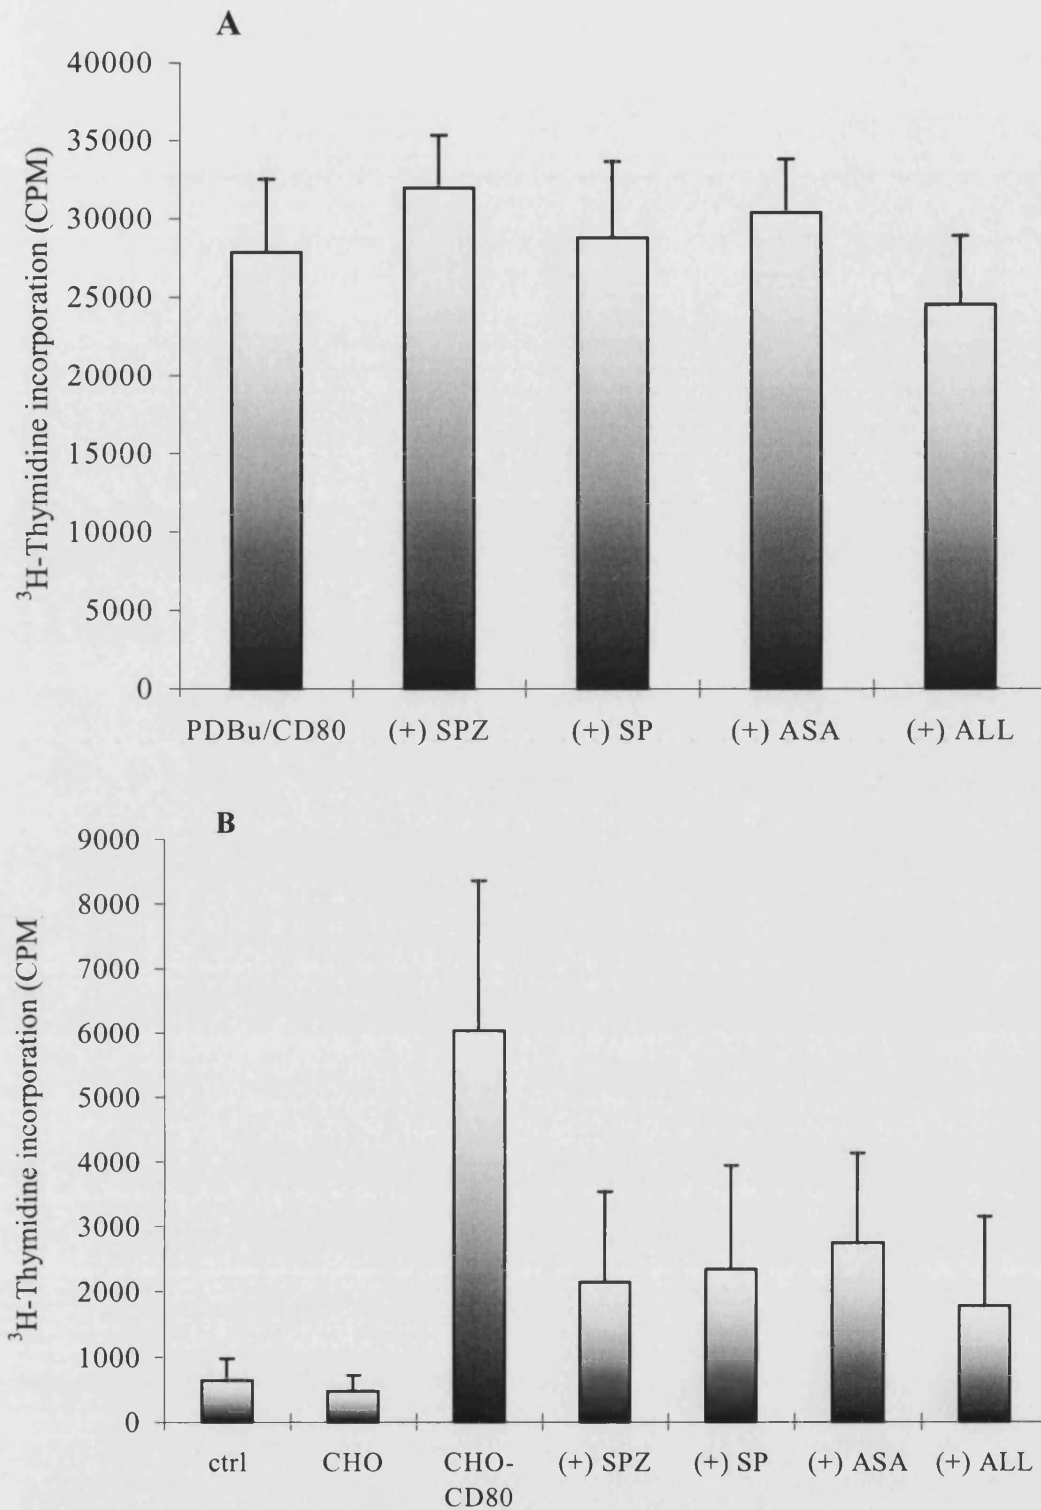 A
40000
35000
30000
25000
20000
15000
10000
5000
0
³H-Thymidine incorporation (CPM)
PDBu/CD80 (+) SPZ (+) SP (+) ASA (+) ALL
B
9000
8000
7000
6000
5000
4000
3000
2000
1000
0
³H-Thymidine incorporation (CPM
ctrl CHO CHO- (+) SPZ (+) SP (+) ASA (+) ALL
CD80